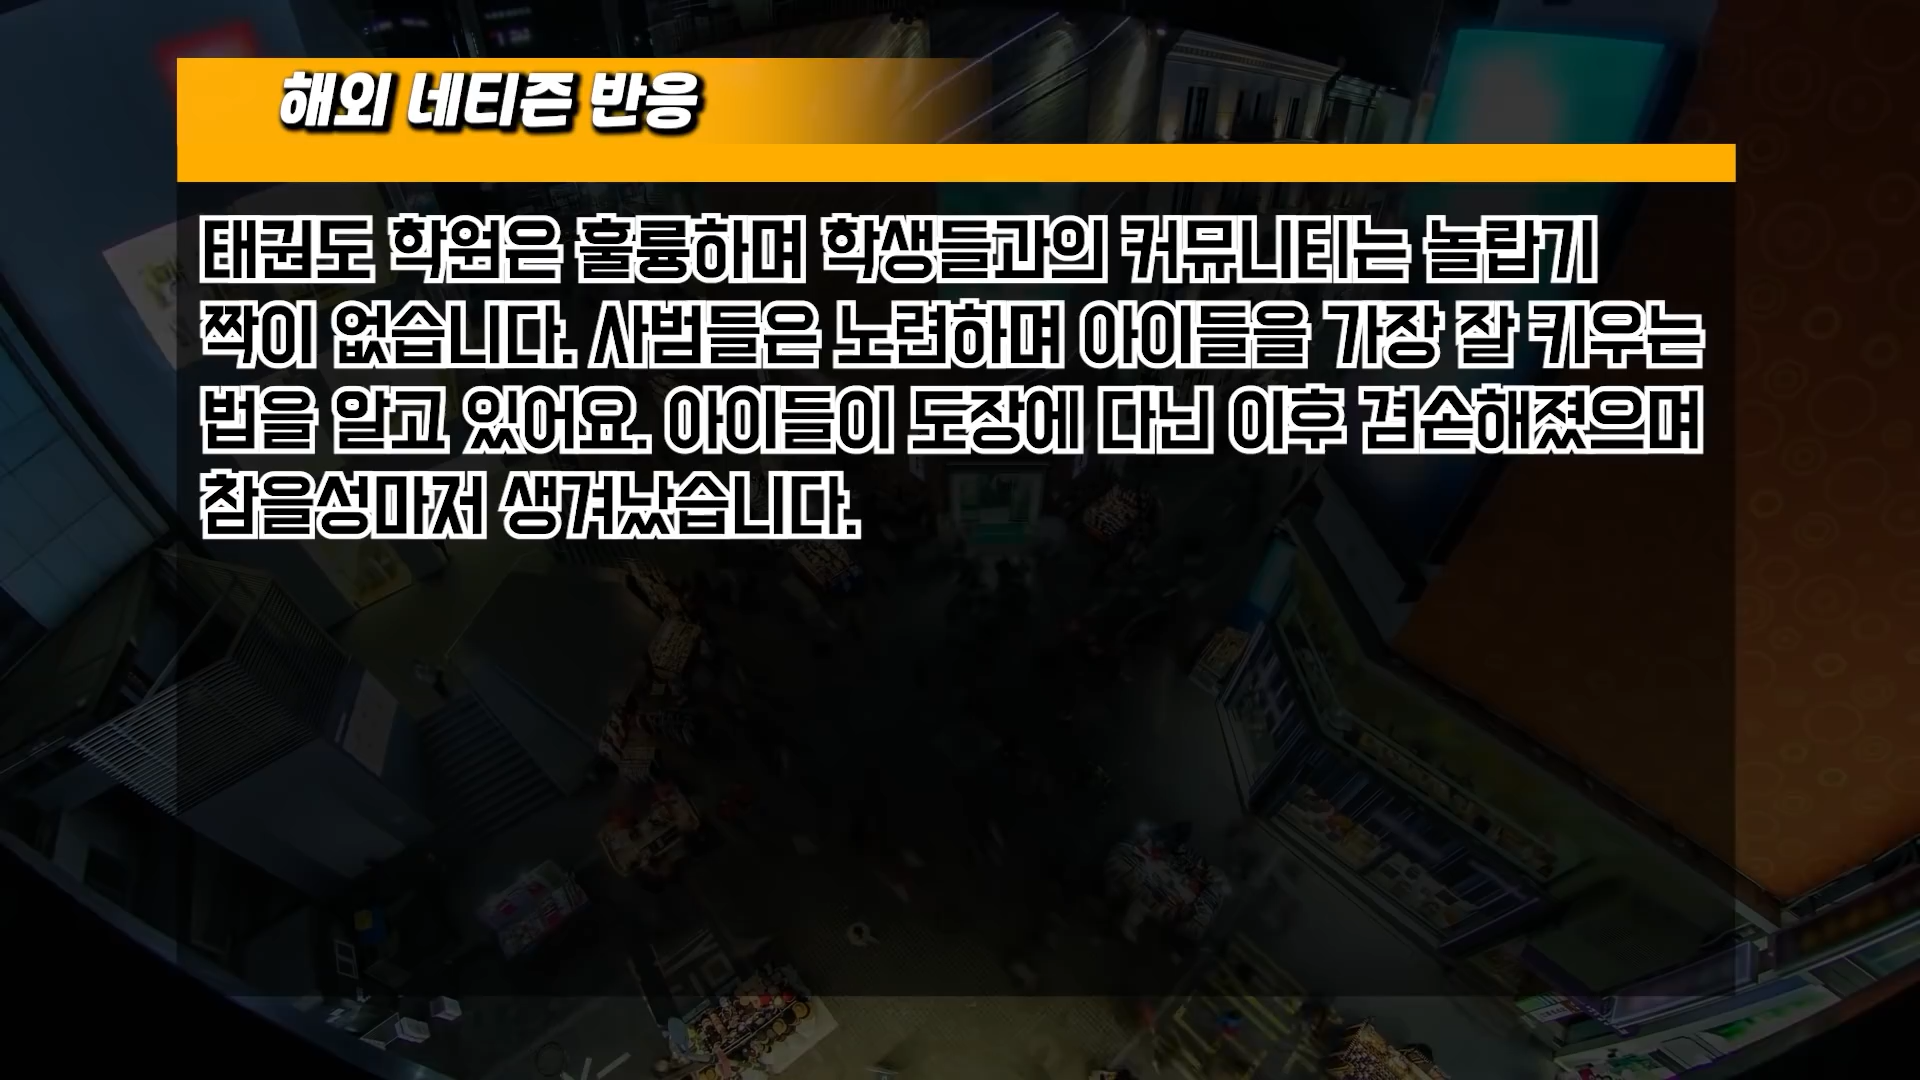 해외 네티즌 반응
태권도 학원은 훌륭하며 학생들과의 커뮤니티는 놀랍기
짝이 없습니다. 사범들은 노련하며 아이들을 가장 잘 키우는
법을 알고 있어요. 아이들이 도장에 다닌 이후 겸손해졌으며
참을성마저 생겨났습니다.